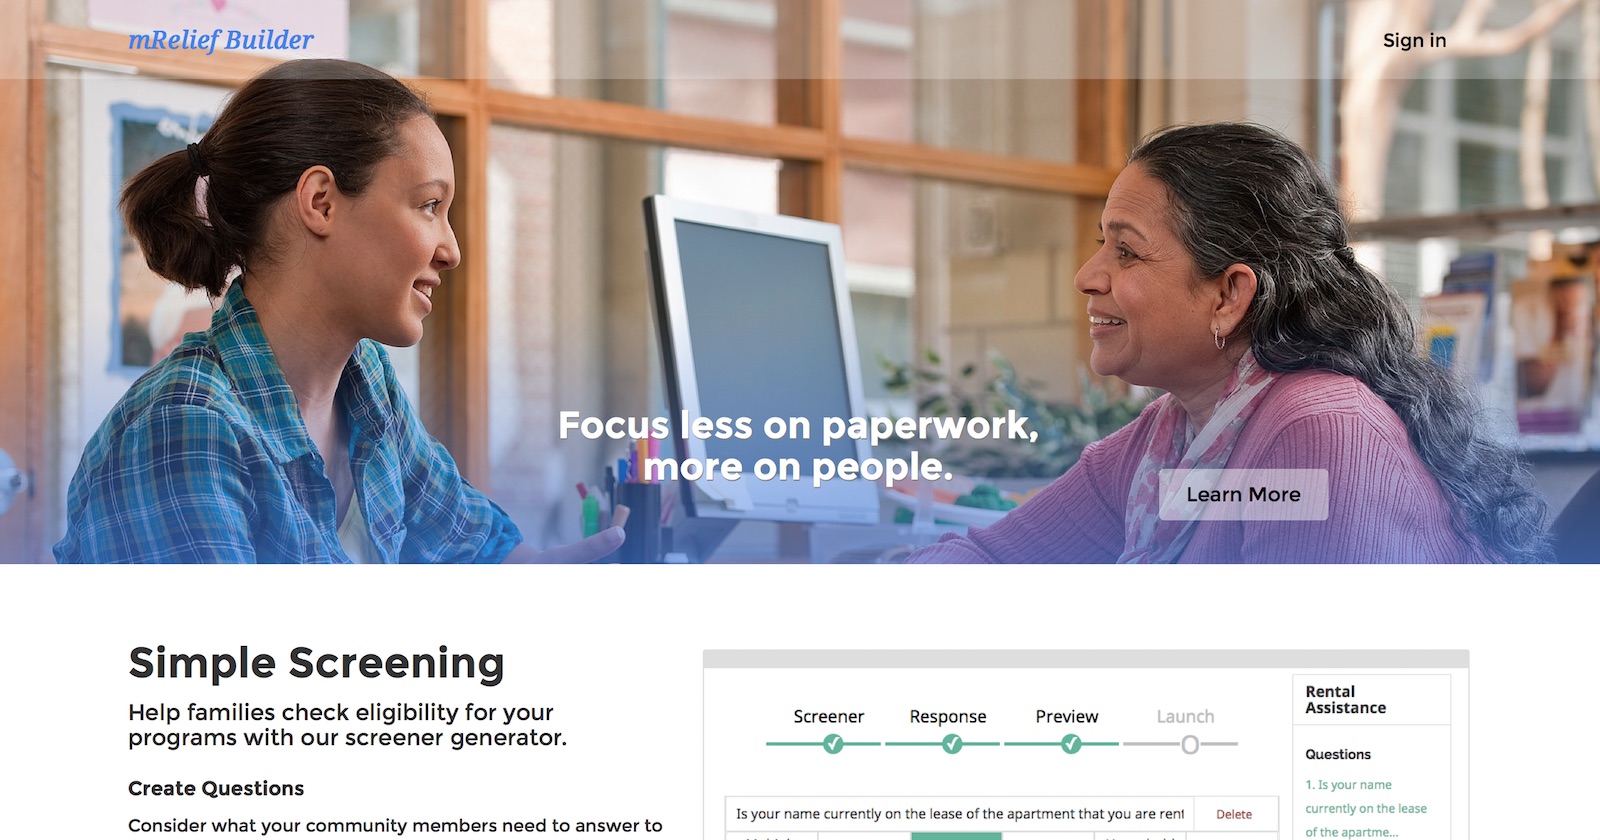 mRelief Builder
Sign in
Focus less on paperwork,
more on people.
Learn More
Simple Screening
Help families check eligibility for your
programs with our screener generator.
Create Questions
Consider what your community members need to answer to
Screener Response Preview Launch
Is your name currently on the lease of the apartment that you are rent
Delete
Rental
Assistance
Questions
1. Is your name
currently on the lease
of the apartme...